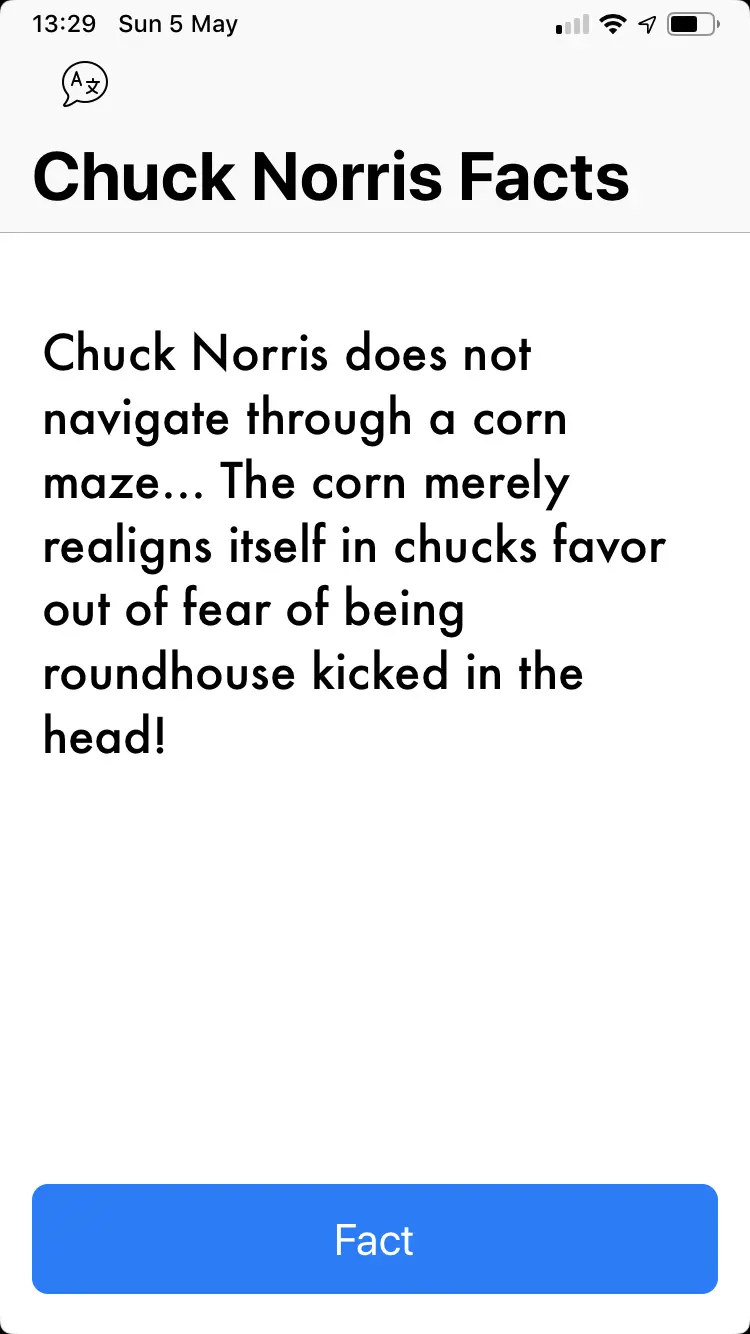 13:29 Sun 5 May
A文
Chuck Norris Facts
Chuck Norris does not
navigate through a corn
maze... The corn merely
realigns itself in chucks favor
out of fear of being
roundhouse kicked in the
head!
Fact